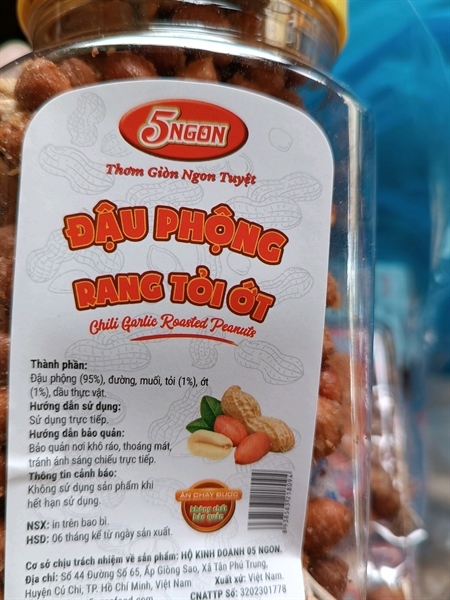 5NGON
Thơm Giòn Ngon Tuyệt
ĐẬU PHỘNG
RANG TỎI ỚT
Chili Garlic Roasted Peanuts
Thành phần:
Đậu phộng (95%), đường, muối, tỏi (1%), ớt
(1%), dầu thực vật.
Hướng dẫn sử dụng:
Sử dụng trực tiếp.
Hướng dẫn bảo quản:
Bảo quản nơi khô ráo, thoáng mát,
tránh ánh sáng chiếu trực tiếp.
Thông tin cảnh báo:
Không sử dụng sản phẩm khi
hết hạn sử dụng.
ĂN CHAY ĐƯỢC
không chất
bảo quản
NSX: in trên bao bì.
HSD: 06 tháng kể từ ngày sản xuất.
Cơ sở chịu trách nhiệm về sản phẩm: HỘ KINH DOANH 05 NGON.
Địa chỉ: Số 44 Đường Số 65, Ấp Giồng Sao, Xã Tân Phú Trung,
Huyện Củ Chi, TP. Hồ Chí Minh, Việt Nam Xuất xứ: Việt Nam.
CNATTP Số: 3202301778